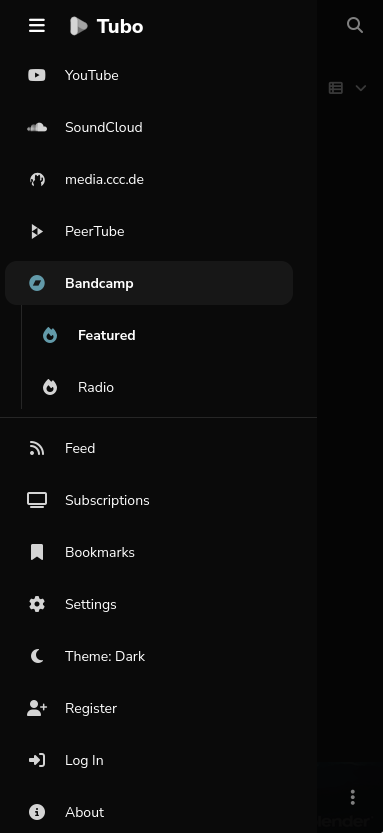 Tubo
YouTube
SoundCloud
media.ccc.de
PeerTube
Bandcamp
Featured
Radio
Feed
Subscriptions
Bookmarks
Settings
Theme: Dark
Register
Log In
About